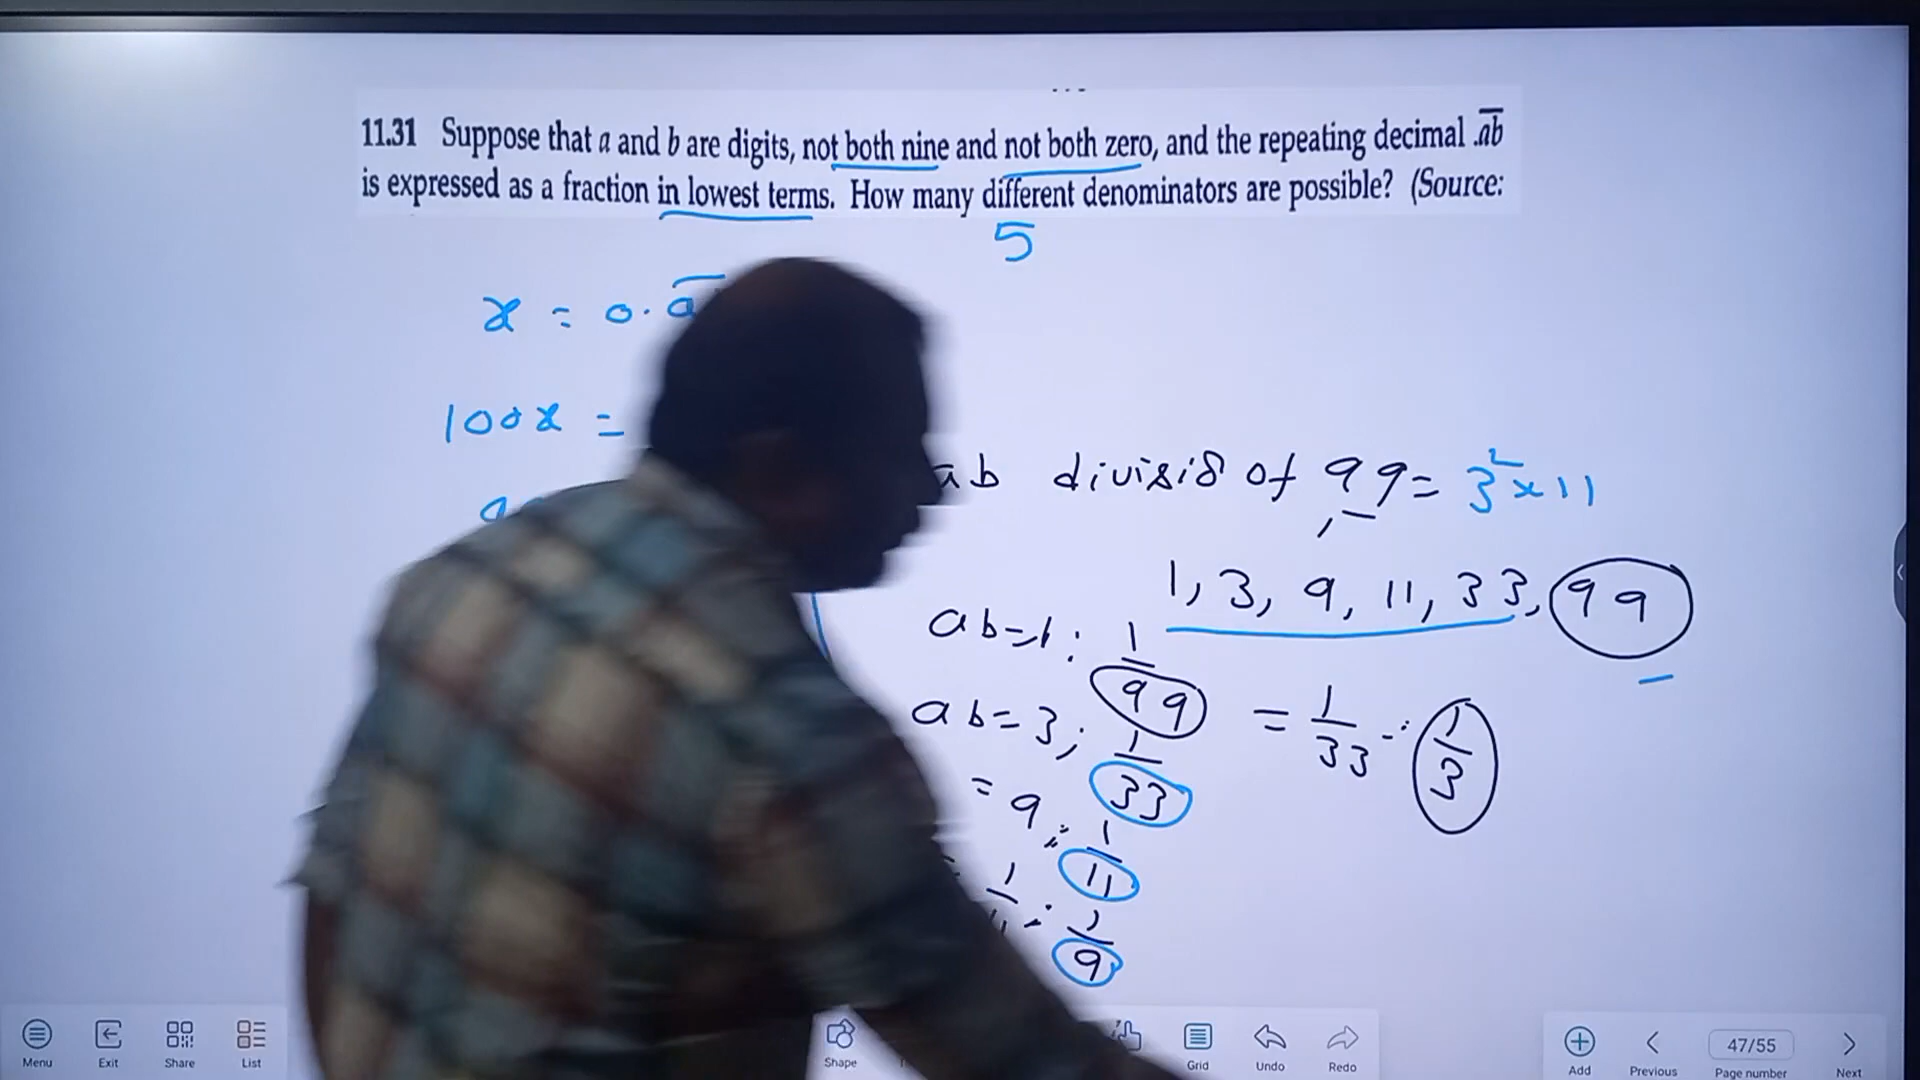 11.31 Suppose that a and b are digits, not both nine and not both zero, and the repeating decimal .a̅b̅
is expressed as a fraction in lowest terms. How many different denominators are possible? (Source:
5
x = 0.a
100x =
ab divisis of 99 = 3² x 11
1, 3, 9, 11, 33, 99
ab=1: 1/99
ab=3; 1/33 = 1/33 1/3
= 9; 1/11
1/9
Menu Exit Share List Shape Grid Undo Redo Add Previous 47/55 Page number Next